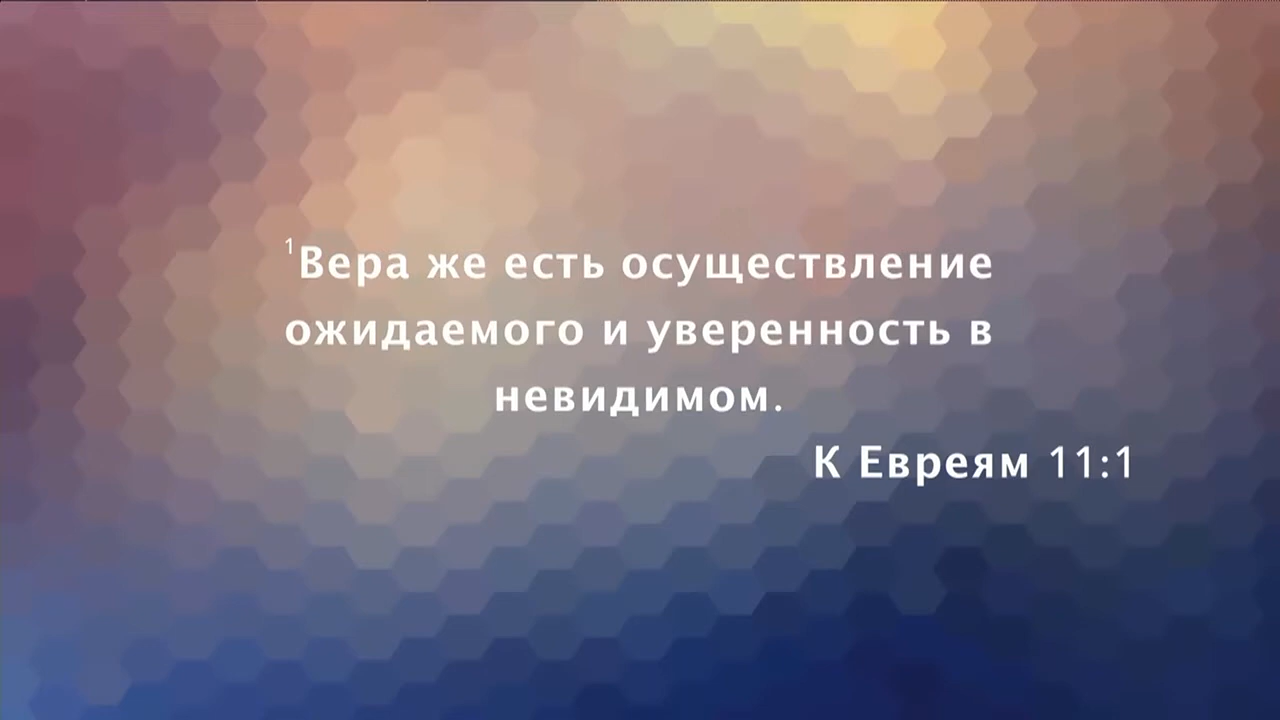 ¹Вера же есть осуществление
ожидаемого и уверенность в
невидимом.
К Евреям 11:1